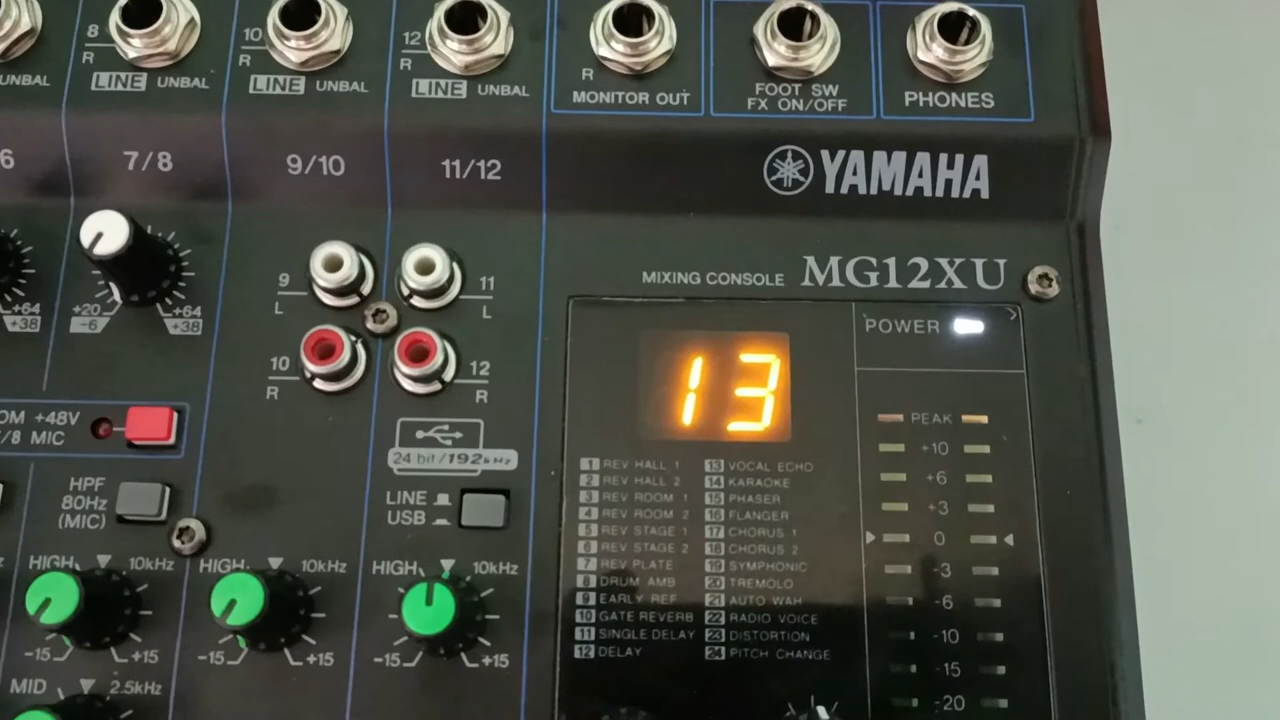 8
R
LINE UNBAL
10
R
LINE UNBAL
12
R
LINE UNBAL
UNBAL
R
MONITOR OUT
FOOT SW
FX ON/OFF
PHONES
6
7/8
9/10
11/12
YAMAHA
MIXING CONSOLE MG12XU
+64
+38
+20
-6
+64
+38
9
L
10
R
11
L
12
R
POWER
13
+48V
/8 MIC
24 bit/192kHz
HPF
80Hz
(MIC)
LINE
USB
1 REV HALL 1
2 REV HALL 2
3 REV ROOM 1
4 REV ROOM 2
5 REV STAGE 1
6 REV STAGE 2
7 REV PLATE
8 DRUM AMB
9 EARLY REF
10 GATE REVERB
11 SINGLE DELAY
12 DELAY
13 VOCAL ECHO
14 KARAOKE
15 PHASER
16 FLANGER
17 CHORUS 1
18 CHORUS 2
19 SYMPHONIC
20 TREMOLO
21 AUTO WAH
22 RADIO VOICE
23 DISTORTION
24 PITCH CHANGE
PEAK
+10
+6
+3
0
-3
-6
-10
-15
-20
HIGH 10kHz
-15 +15
HIGH 10kHz
-15 +15
HIGH 10kHz
-15 +15
MID 2.5kHz